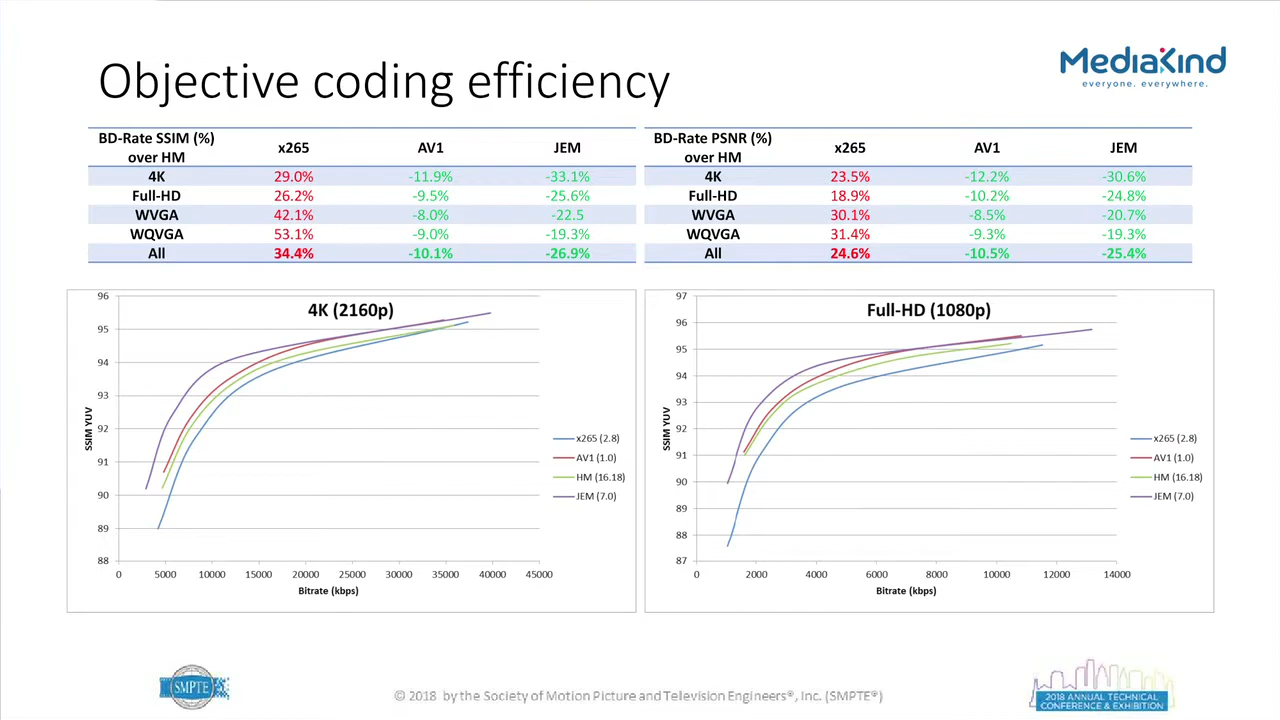 Objective coding efficiency
MEDIAKIND
everyone. everywhere.
BD-Rate SSIM (%) over HM x265 AV1 JEM
4K 29.0% -11.9% -33.1%
Full-HD 26.2% -9.5% -25.6%
WVGA 42.1% -8.0% -22.5
WQVGA 53.1% -9.0% -19.3%
All 34.4% -10.1% -26.9%
BD-Rate PSNR (%) over HM x265 AV1 JEM
4K 23.5% -12.2% -30.6%
Full-HD 18.9% -10.2% -24.8%
WVGA 30.1% -8.5% -20.7%
WQVGA 31.4% -9.3% -19.3%
All 24.6% -10.5% -25.4%
4K (2160p)
SSIM YUV
96
95
94
93
92
91
90
89
88
0 5000 10000 15000 20000 25000 30000 35000 40000 45000
Bitrate (kbps)
x265 (2.8)
AV1 (1.0)
HM (16.18)
JEM (7.0)
Full-HD (1080p)
SSIM YUV
97
96
95
94
93
92
91
90
89
88
87
0 2000 4000 6000 8000 10000 12000 14000
Bitrate (kbps)
x265 (2.8)
AV1 (1.0)
HM (16.18)
JEM (7.0)
SMPTE
© 2018 by the Society of Motion Picture and Television Engineers®, Inc. (SMPTE®)
2018 ANNUAL TECHNICAL
CONFERENCE & EXHIBITION